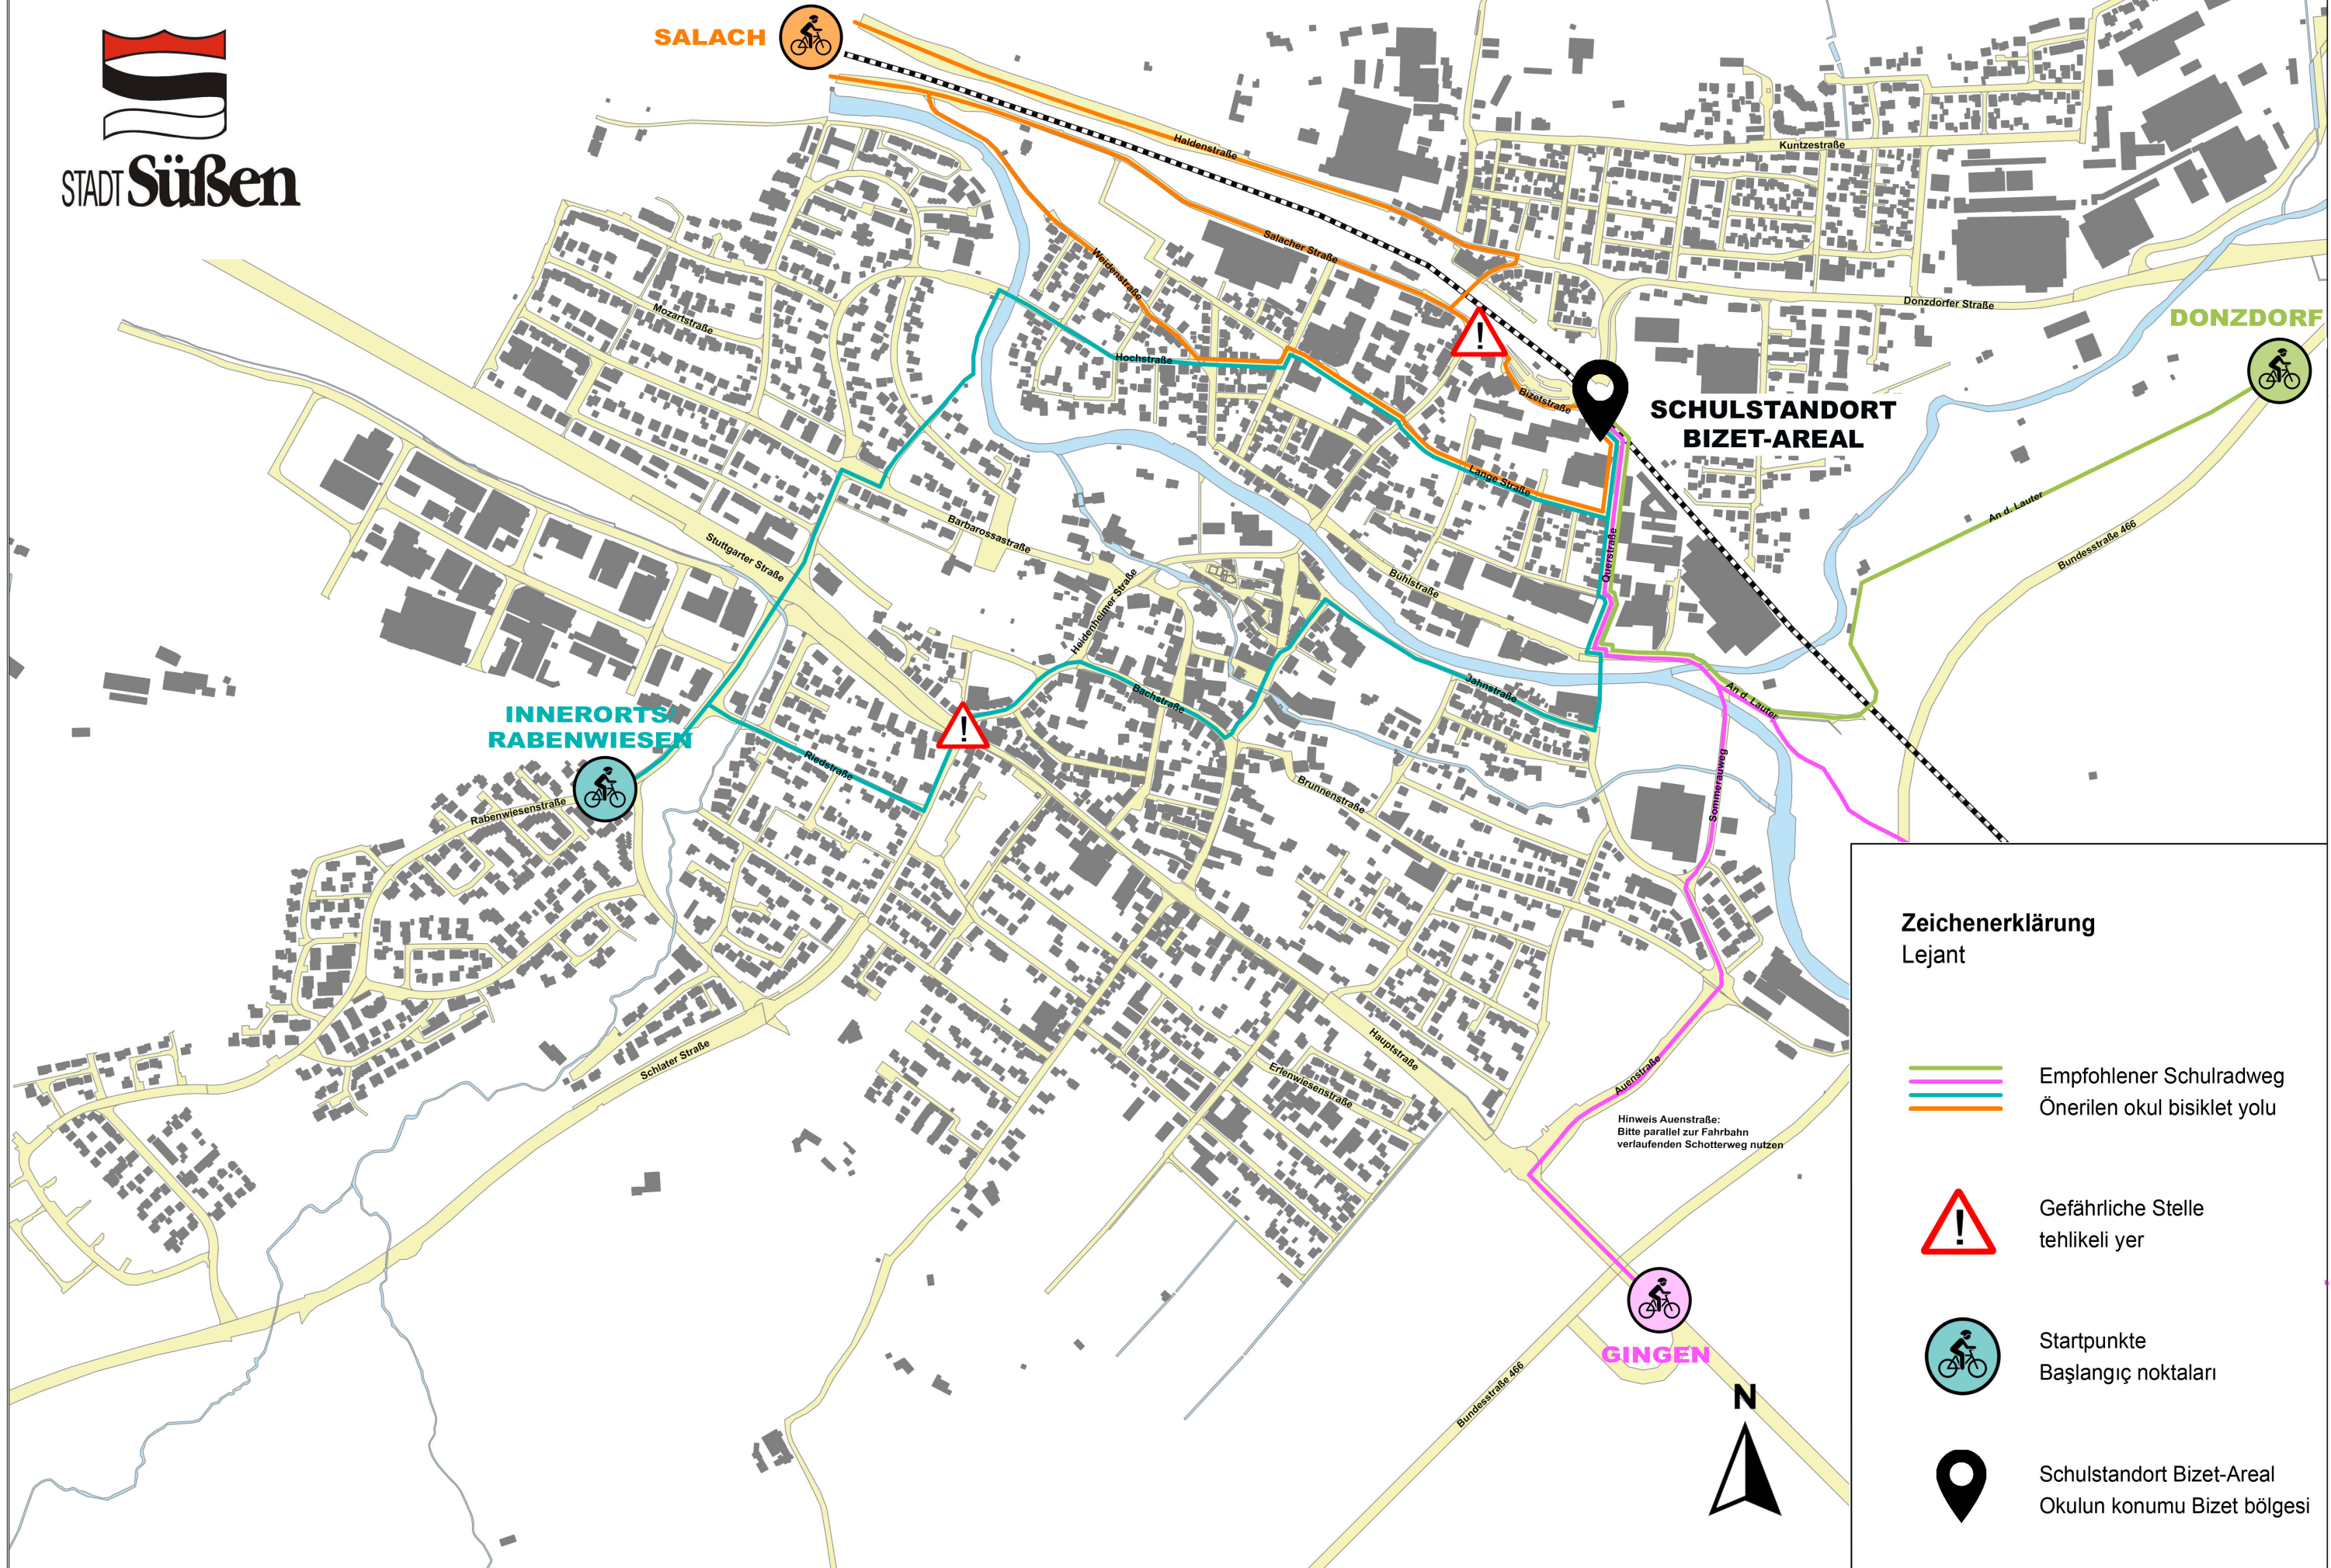 STADT Süßen
SALACH
Haldenstraße
Kuntzestraße
Salacher Straße
Weidenstraße
Donzdorfer Straße
Mozartstraße
DONZDORF
Hochstraße
Bizetstraße
SCHULSTANDORT
BIZET-AREAL
Lange Straße
An d. Lauter
Bundesstraße 466
Barbarossastraße
Stuttgarter Straße
Querstraße
Bühlstraße
Heidenheimer Straße
Jahnstraße
Bachstraße
An d. Lauter
INNERORTS/
RABENWIESEN
Riedstraße
Rabenwiesenstraße
Brunnenstraße
Sommerauweg
Schlater Straße
Hauptstraße
Erlenwiesenstraße
Auenstraße
Hinweis Auenstraße:
Bitte parallel zur Fahrbahn
verlaufenden Schotterweg nutzen
GINGEN
Bundesstraße 466
N
Zeichenerklärung
Lejant
Empfohlener Schulradweg
Önerilen okul bisiklet yolu
!
Gefährliche Stelle
tehlikeli yer
Startpunkte
Başlangıç noktaları
Schulstandort Bizet-Areal
Okulun konumu Bizet bölgesi